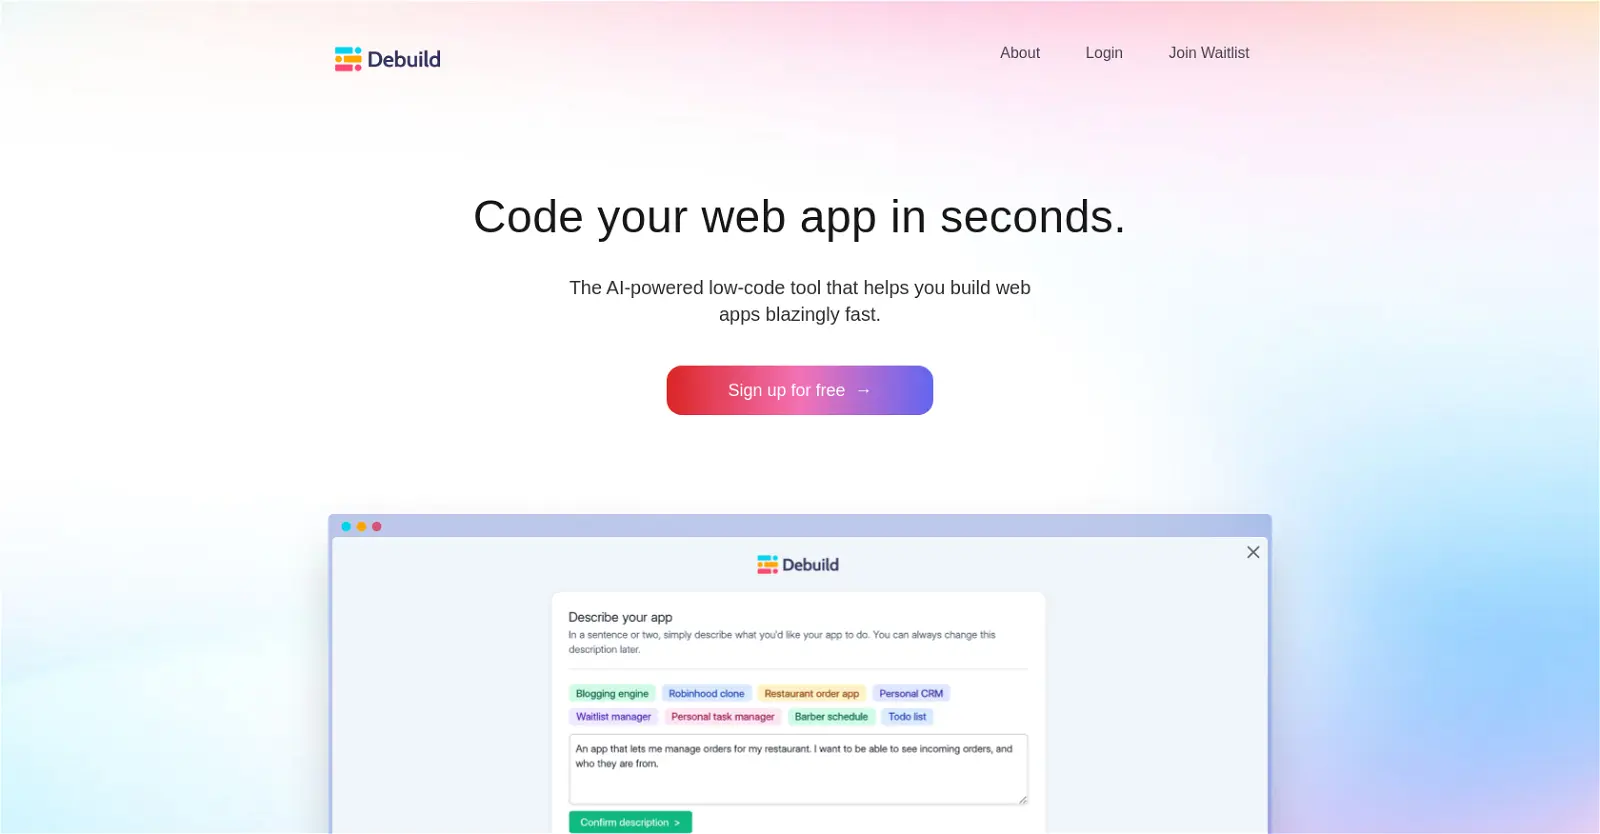 Debuild
About Login Join Waitlist
Code your web app in seconds.
The AI-powered low-code tool that helps you build web
apps blazingly fast.
Sign up for free →
Debuild
Describe your app
In a sentence or two, simply describe what you'd like your app to do. You can always change this
description later.
Blogging engine Robinhood clone Restaurant order app Personal CRM
Waitlist manager Personal task manager Barber schedule Todo list
An app that lets me manage orders for my restaurant. I want to be able to see incoming orders, and
who they are from.
Confirm description >